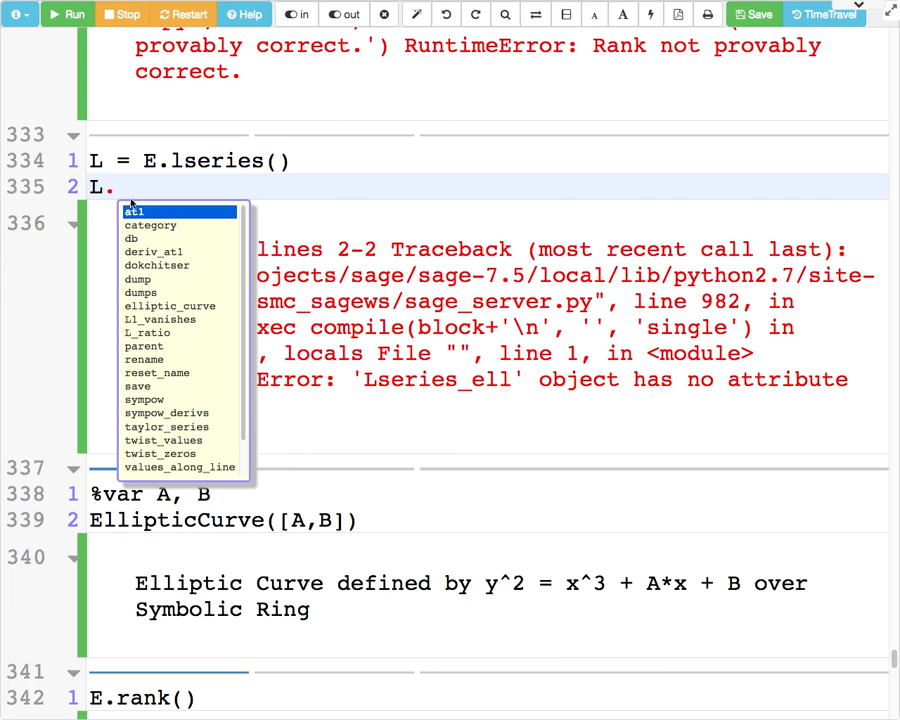 Run Stop Restart Help in out A A Save TimeTravel
provably correct.') RuntimeError: Rank not provably
correct.
333
334 1 L = E.lseries()
335 2 L.
336
at1
category
db
deriv_at1
dokchitser
dump
dumps
elliptic_curve
L1_vanishes
L_ratio
parent
rename
reset_name
save
sympow
sympow_derivs
taylor_series
twist_values
twist_zeros
values_along_line
lines 2-2 Traceback (most recent call last):
ojects/sage/sage-7.5/local/lib/python2.7/site-
smc_sagews/sage_server.py", line 982, in
xec compile(block+'\n', '', 'single') in
, locals File "", line 1, in <module>
Error: 'Lseries_ell' object has no attribute
337
338 1 %var A, B
339 2 EllipticCurve([A,B])
340
Elliptic Curve defined by y^2 = x^3 + A*x + B over
Symbolic Ring
341
342 1 E.rank()